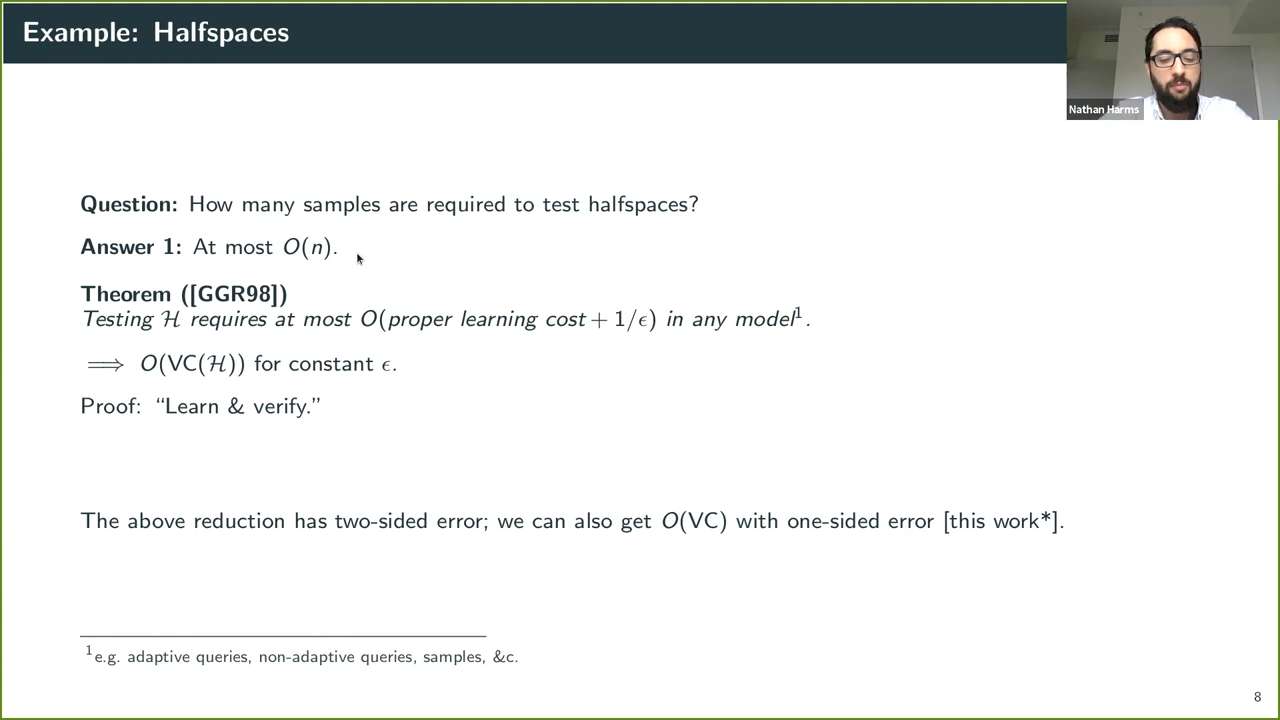 Example: Halfspaces
Nathan Harms
Question: How many samples are required to test halfspaces?
Answer 1: At most O(n).
Theorem ([GGR98])
Testing ℋ requires at most O(proper learning cost + 1/ϵ) in any model¹.
⟹ O(VC(ℋ)) for constant ϵ.
Proof: “Learn & verify.”
The above reduction has two-sided error; we can also get O(VC) with one-sided error [this work*].
¹e.g. adaptive queries, non-adaptive queries, samples, &c.
8